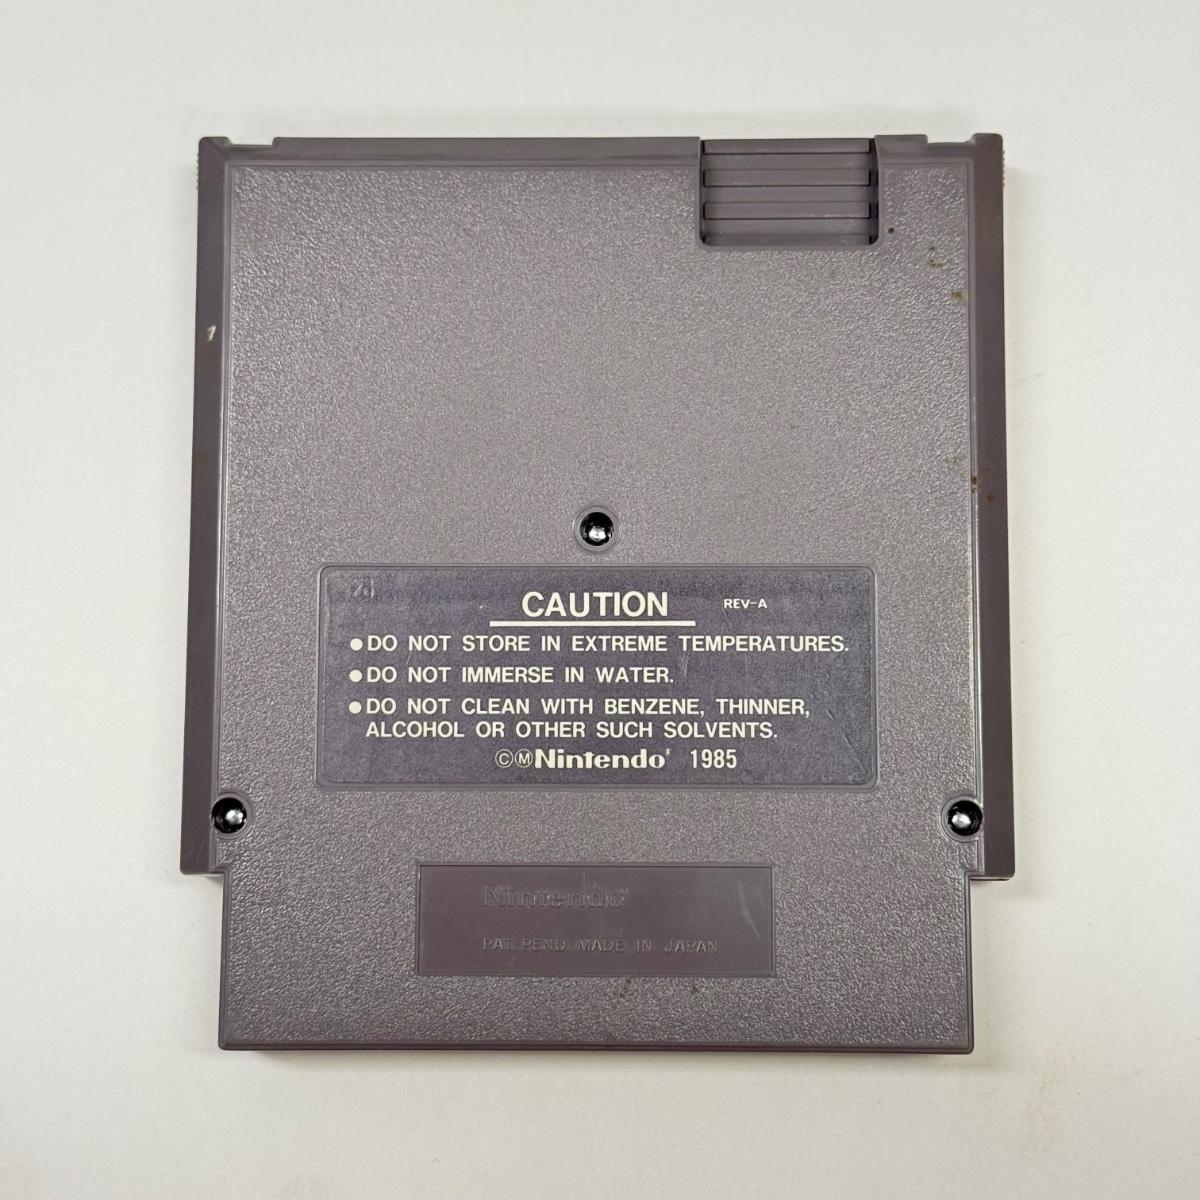 CAUTION REV-A
●DO NOT STORE IN EXTREME TEMPERATURES.
●DO NOT IMMERSE IN WATER.
●DO NOT CLEAN WITH BENZENE, THINNER,
ALCOHOL OR OTHER SUCH SOLVENTS.
©Ⓜ Nintendo® 1985
Nintendo®
PAT. PEND. MADE IN JAPAN